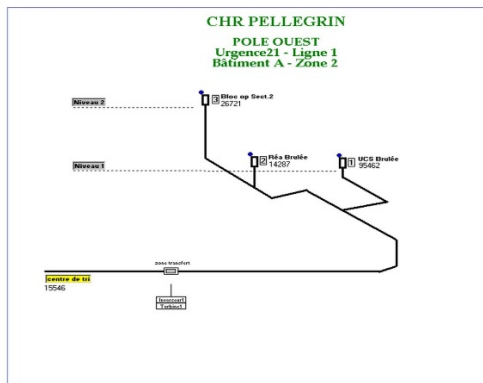 CHR PELLEGRIN
POLE OUEST
Urgence21 - Ligne 1
Bâtiment A - Zone 2
Niveau 2
3 Bloc op Sect.2
26721
Niveau 1
2 Réa Brulée
14287
1 UCS Brulée
95462
zone transfert
centre de tri
15546
Turbine1